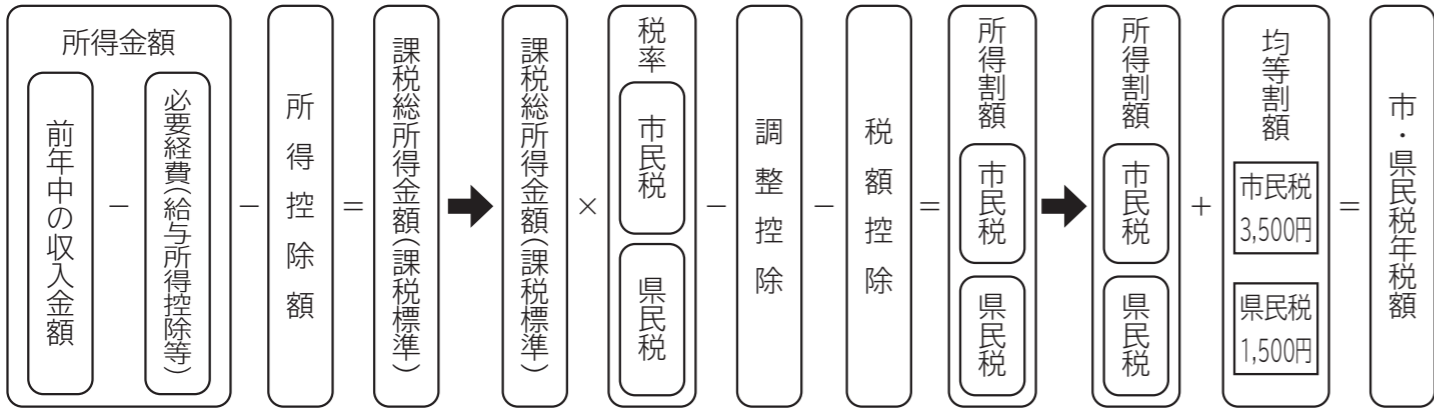 所得金額
前年中の収入金額
−
必要経費(給与所得控除等)
−
所得控除額
=
課税総所得金額(課税標準)
課税総所得金額(課税標準)
×
税率
市民税
県民税
−
調整控除
−
税額控除
=
所得割額
市民税
県民税
所得割額
市民税
県民税
+
均等割額
市民税
3,500円
県民税
1,500円
=
市・県民税年税額